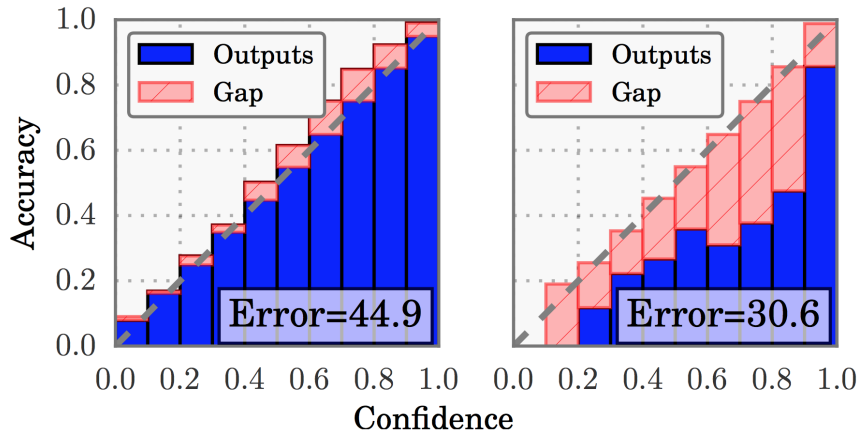 Accuracy
1.0
0.8
0.6
0.4
0.2
0.0
Outputs
Gap
Error=44.9
0.0 0.2 0.4 0.6 0.8 1.0
Outputs
Gap
Error=30.6
0.0 0.2 0.4 0.6 0.8 1.0
Confidence